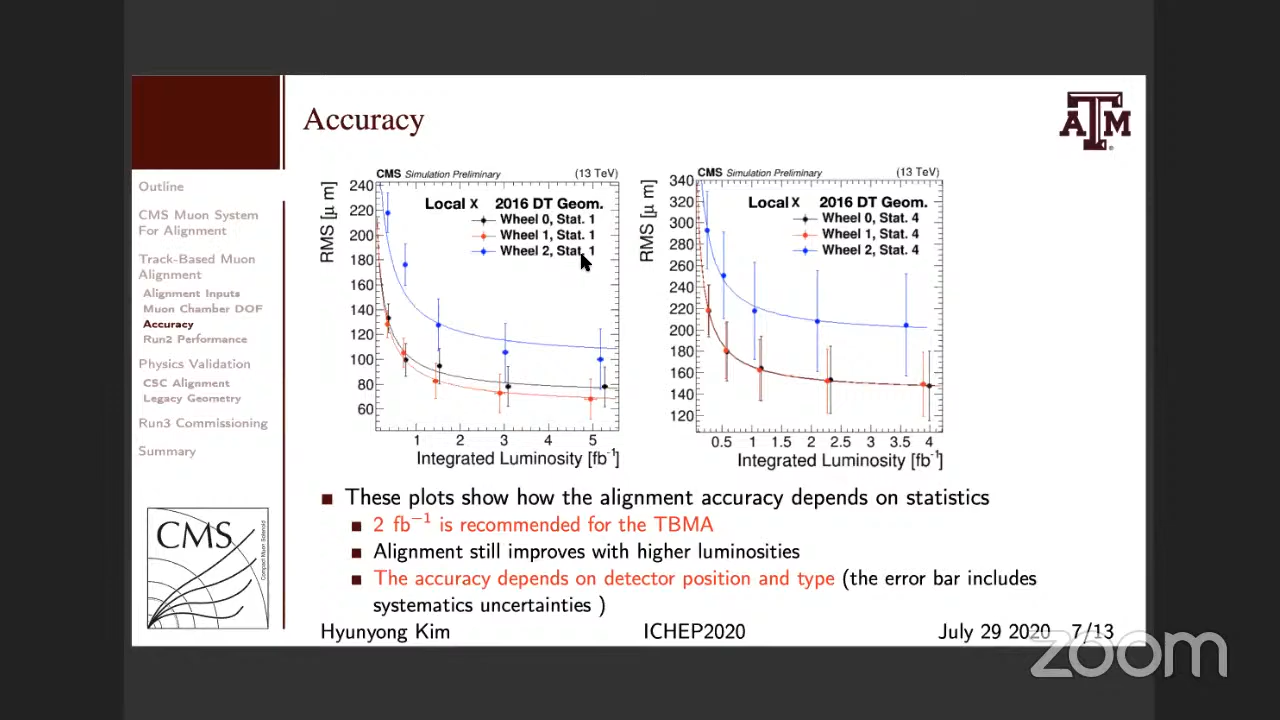 Accuracy
ĀM
Outline
CMS Muon System
For Alignment
Track-Based Muon
Alignment
Alignment Inputs
Muon Chamber DOF
Accuracy
Run2 Performance
Physics Validation
CSC Alignment
Legacy Geometry
Run3 Commissioning
Summary
CMS
Compact Muon Solenoid
CMS Simulation Preliminary (13 TeV)
RMS [μ m]
240
220
200
180
160
140
120
100
80
60
Local X 2016 DT Geom.
Wheel 0, Stat. 1
Wheel 1, Stat. 1
Wheel 2, Stat. 1
1 2 3 4 5
Integrated Luminosity [fb⁻¹]
CMS Simulation Preliminary (13 TeV)
RMS [μ m]
340
320
300
280
260
240
220
200
180
160
140
120
Local X 2016 DT Geom.
Wheel 0, Stat. 4
Wheel 1, Stat. 4
Wheel 2, Stat. 4
0.5 1 1.5 2 2.5 3 3.5 4
Integrated Luminosity [fb⁻¹]
These plots show how the alignment accuracy depends on statistics
2 fb⁻¹ is recommended for the TBMA
Alignment still improves with higher luminosities
The accuracy depends on detector position and type (the error bar includes
systematics uncertainties )
Hyunyong Kim ICHEP2020 July 29 2020 7/13
zoom